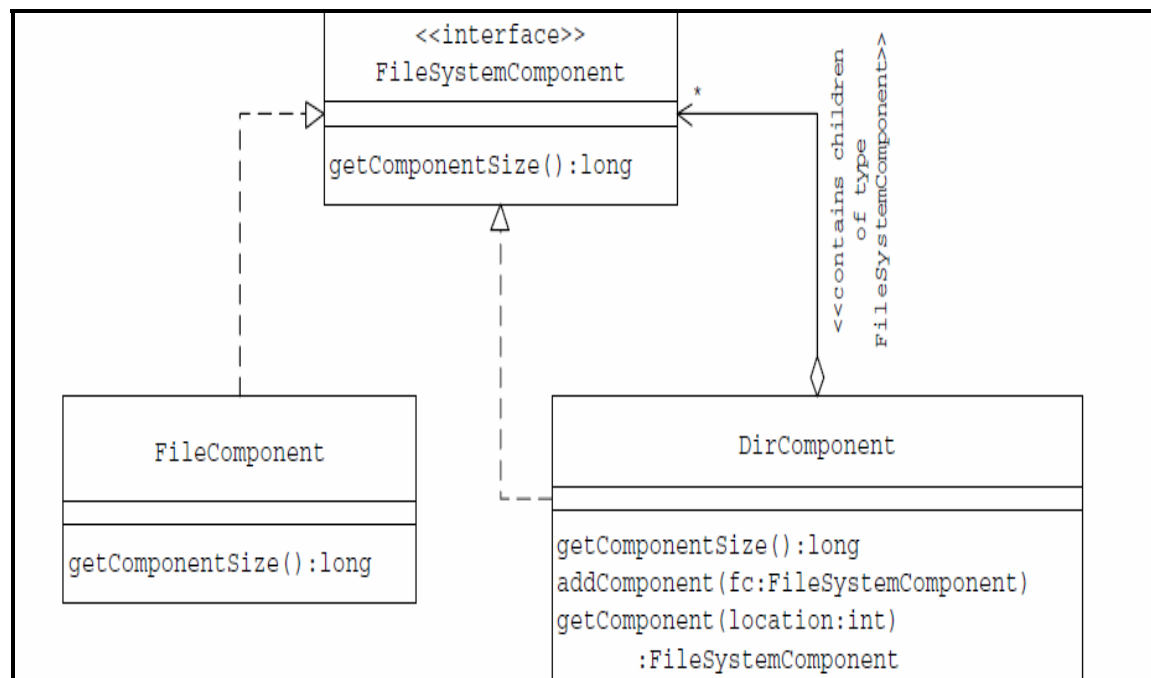 <<interface>>
FileSystemComponent
*
getComponentSize():long
<<contains children
of type
FileSystemComponent>>
FileComponent
getComponentSize():long
DirComponent
getComponentSize():long
addComponent(fc:FileSystemComponent)
getComponent(location:int)
:FileSystemComponent